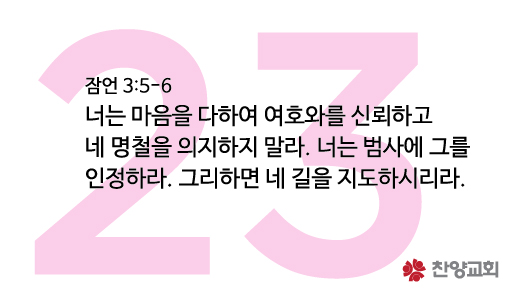 23
잠언 3:5-6
너는 마음을 다하여 여호와를 신뢰하고
네 명철을 의지하지 말라. 너는 범사에 그를
인정하라. 그리하면 네 길을 지도하시리라.
찬양교회